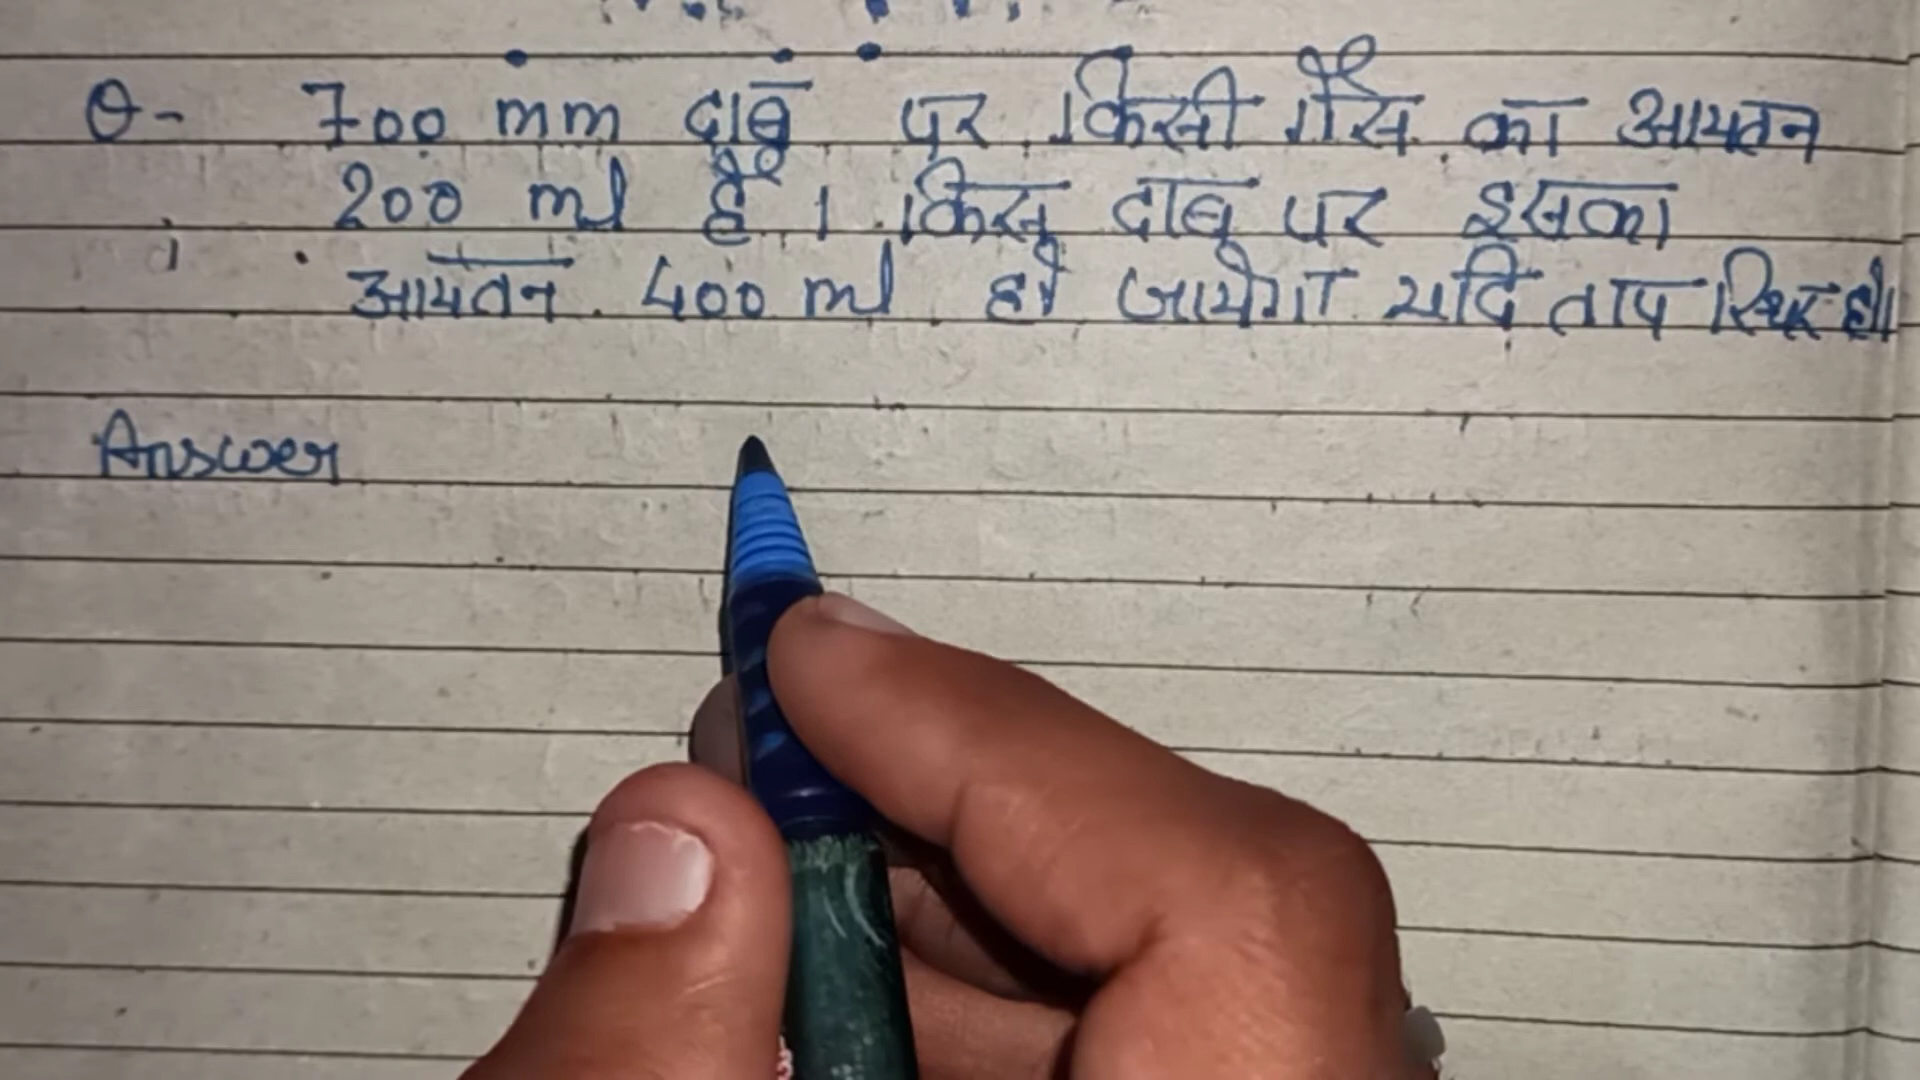 Q- 700 mm दाब पर किसी गैस का आयतन
200 ml है । किस दाब पर इसका
आयतन 400 ml हो जायेगा यदि ताप स्थिर हो।
Answer